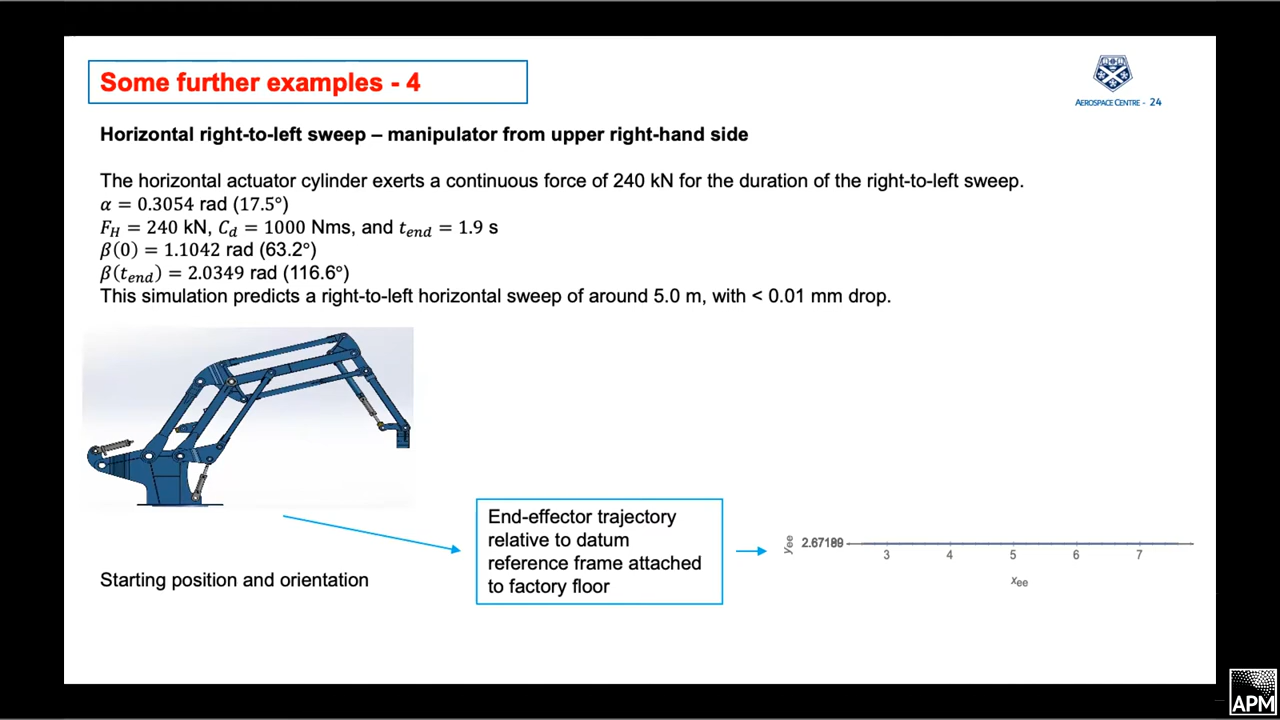 Some further examples - 4
AEROSPACE CENTRE - 24
Horizontal right-to-left sweep – manipulator from upper right-hand side
The horizontal actuator cylinder exerts a continuous force of 240 kN for the duration of the right-to-left sweep.
α = 0.3054 rad (17.5°)
F_H = 240 kN, C_d = 1000 Nms, and t_end = 1.9 s
β(0) = 1.1042 rad (63.2°)
β(t_end) = 2.0349 rad (116.6°)
This simulation predicts a right-to-left horizontal sweep of around 5.0 m, with < 0.01 mm drop.
End-effector trajectory
relative to datum
reference frame attached
to factory floor
Starting position and orientation
y_ee 2.67189
3 4 5 6 7
x_ee
APM